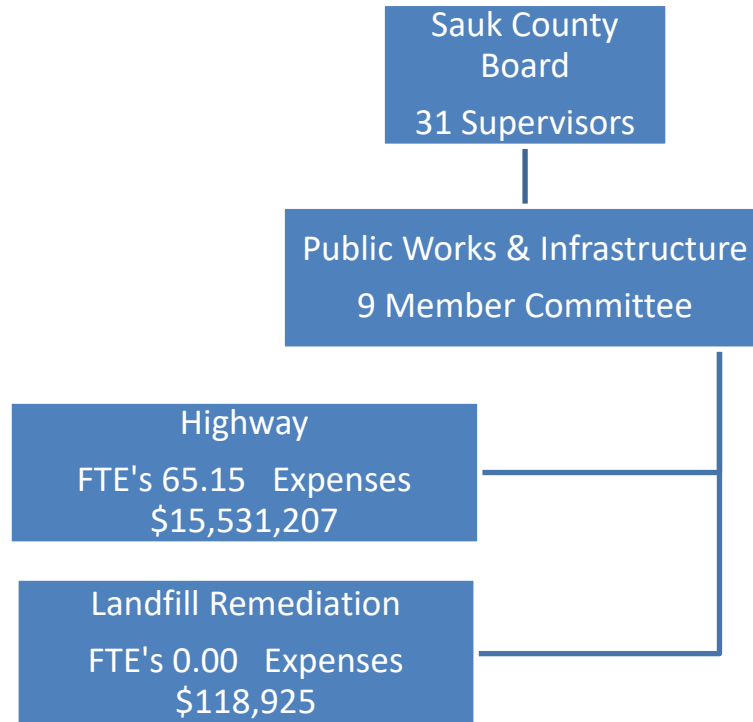 Sauk County
Board
31 Supervisors
Public Works & Infrastructure
9 Member Committee
Highway
FTE's 65.15   Expenses
$15,531,207
Landfill Remediation
FTE's 0.00   Expenses
$118,925